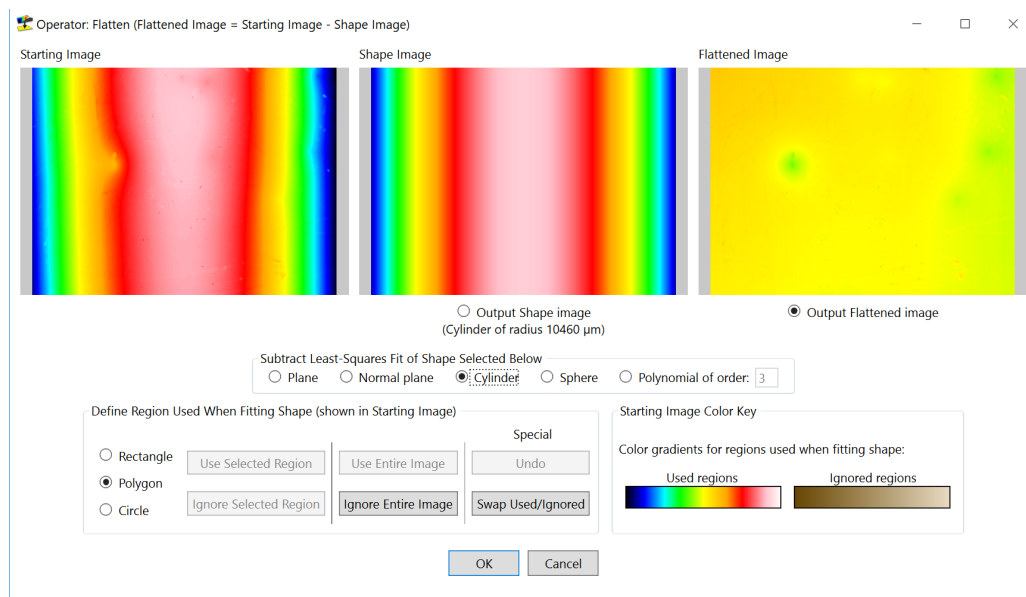 Operator: Flatten (Flattened Image = Starting Image - Shape Image)
Starting Image
Shape Image
Flattened Image
Output Shape image
(Cylinder of radius 10460 µm)
Output Flattened image
Subtract Least-Squares Fit of Shape Selected Below
Plane
Normal plane
Cylinder
Sphere
Polynomial of order: 3
Define Region Used When Fitting Shape (shown in Starting Image)
Special
Rectangle
Polygon
Circle
Use Selected Region
Use Entire Image
Undo
Ignore Selected Region
Ignore Entire Image
Swap Used/Ignored
Starting Image Color Key
Color gradients for regions used when fitting shape:
Used regions
Ignored regions
OK
Cancel